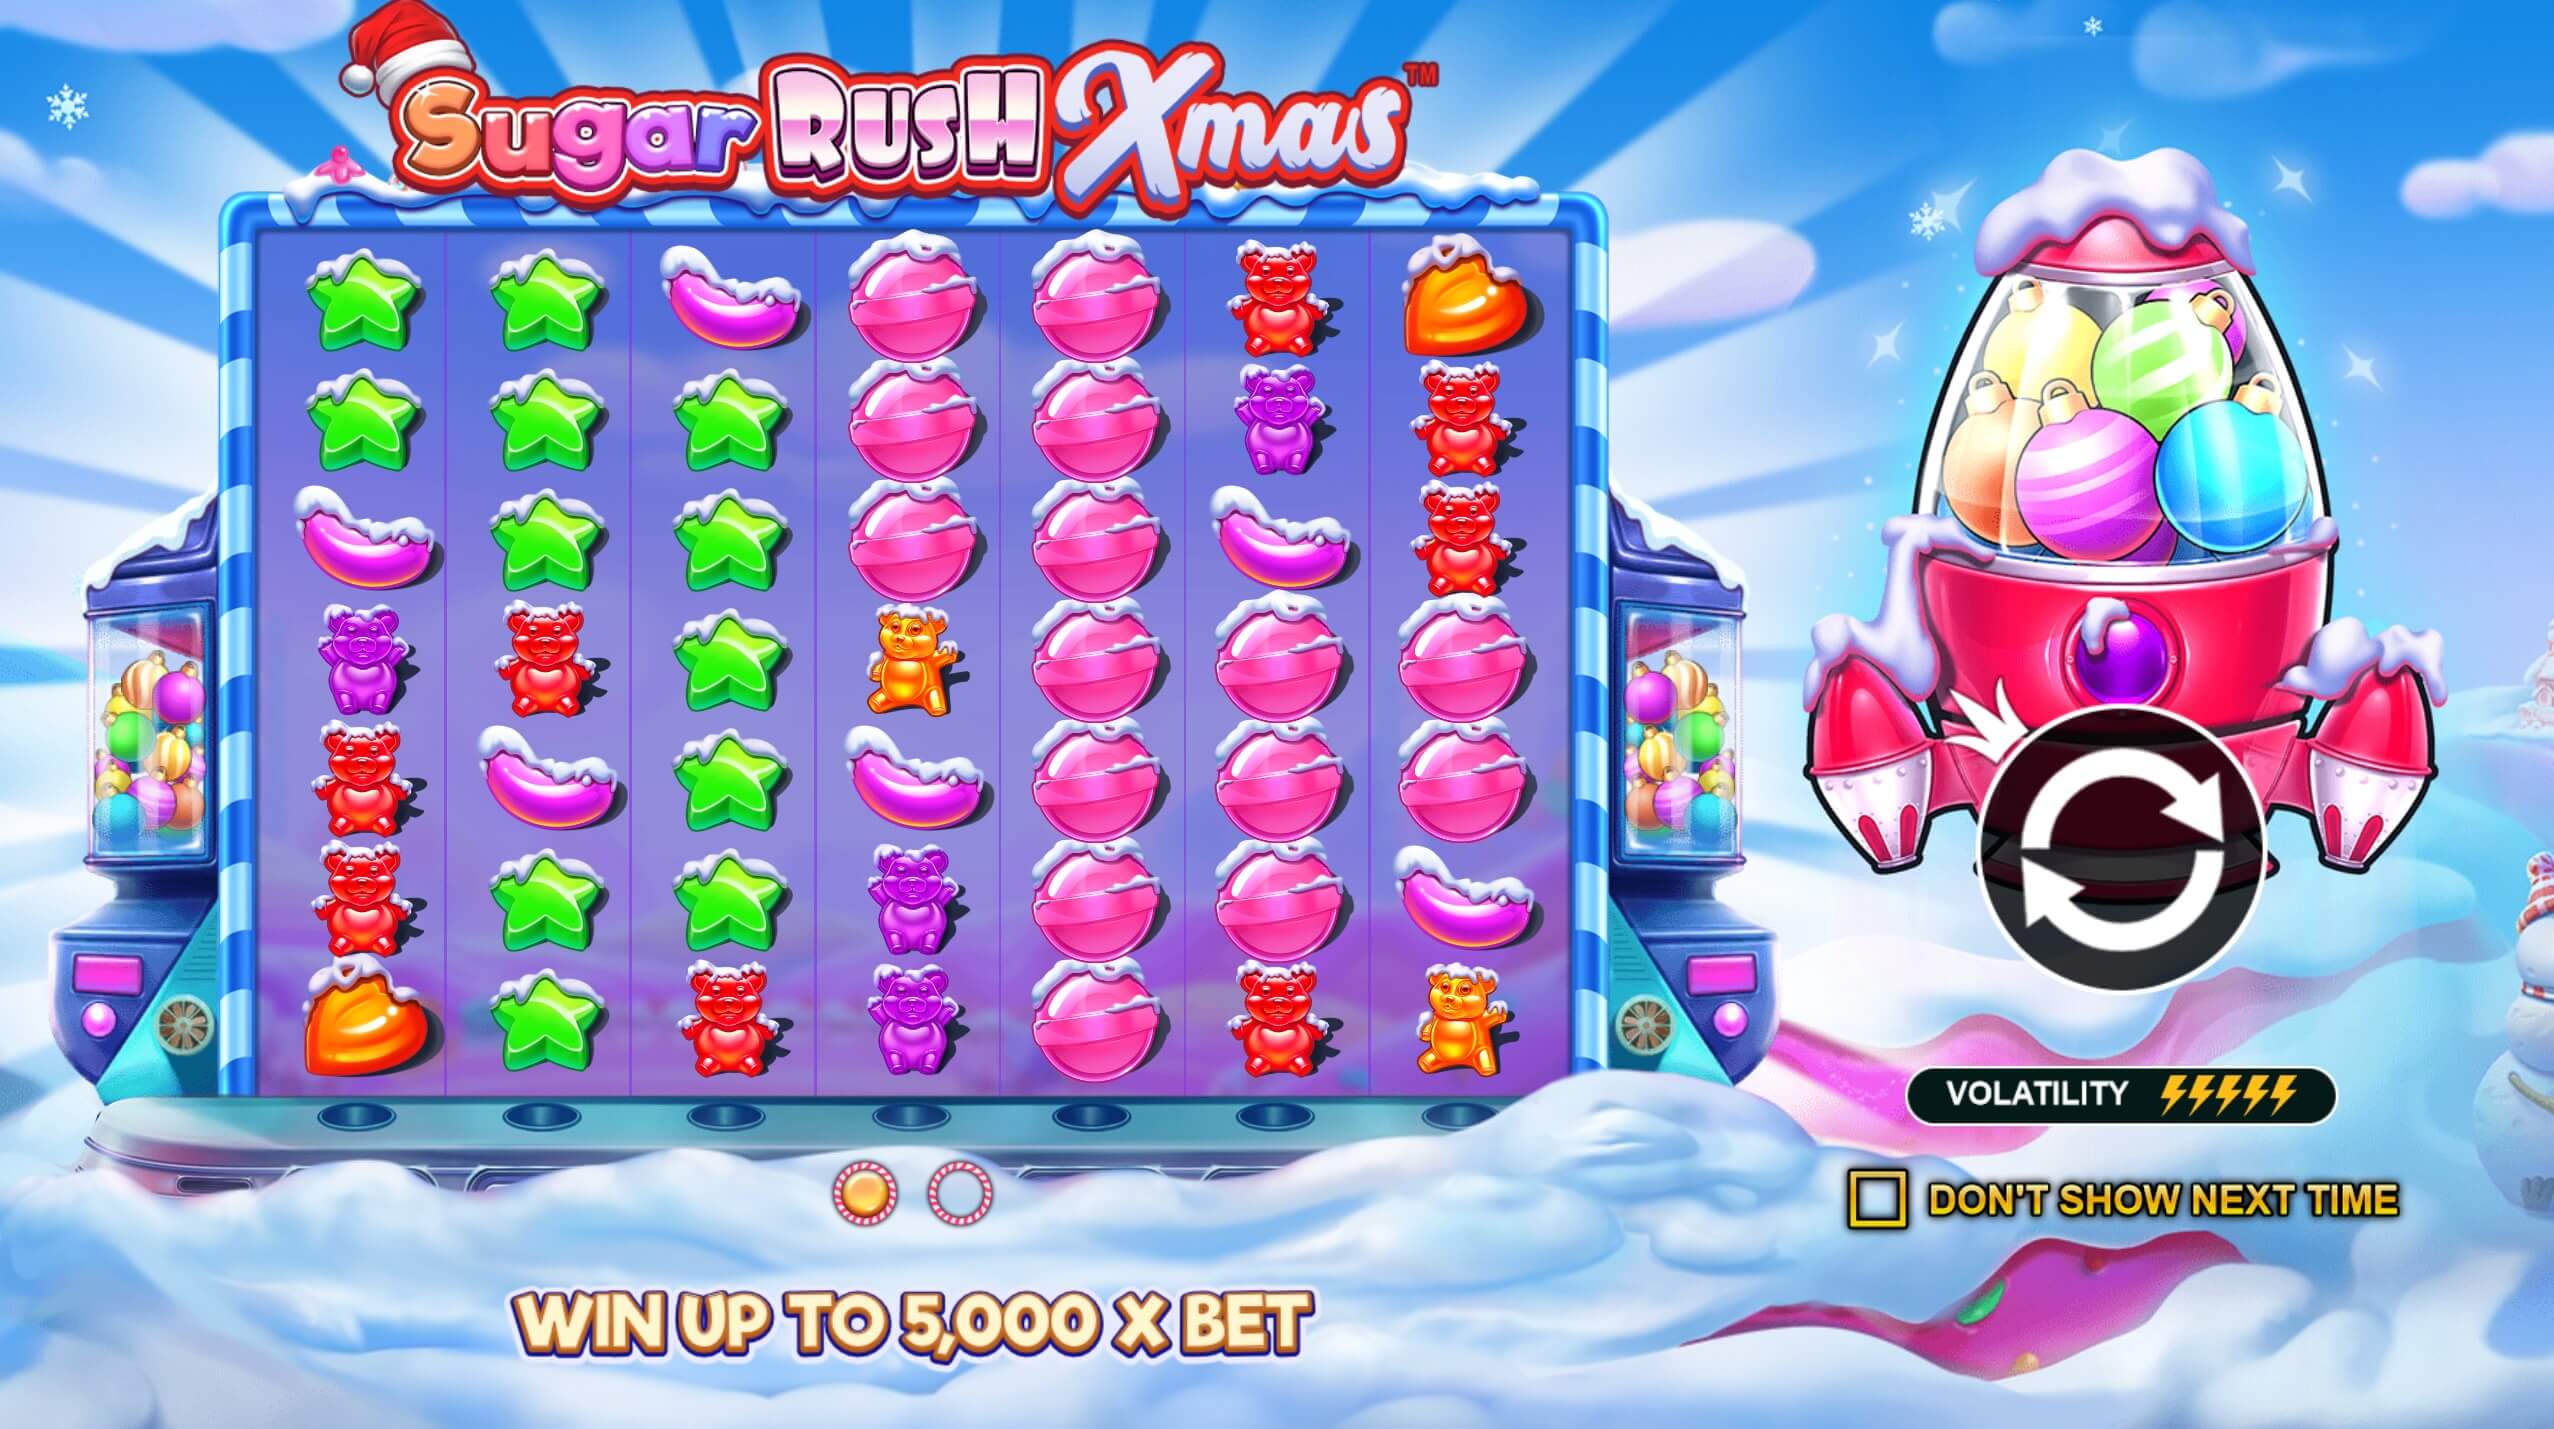 Sugar RUSH Xmas™
VOLATILITY
DON'T SHOW NEXT TIME
WIN UP TO 5,000 X BET